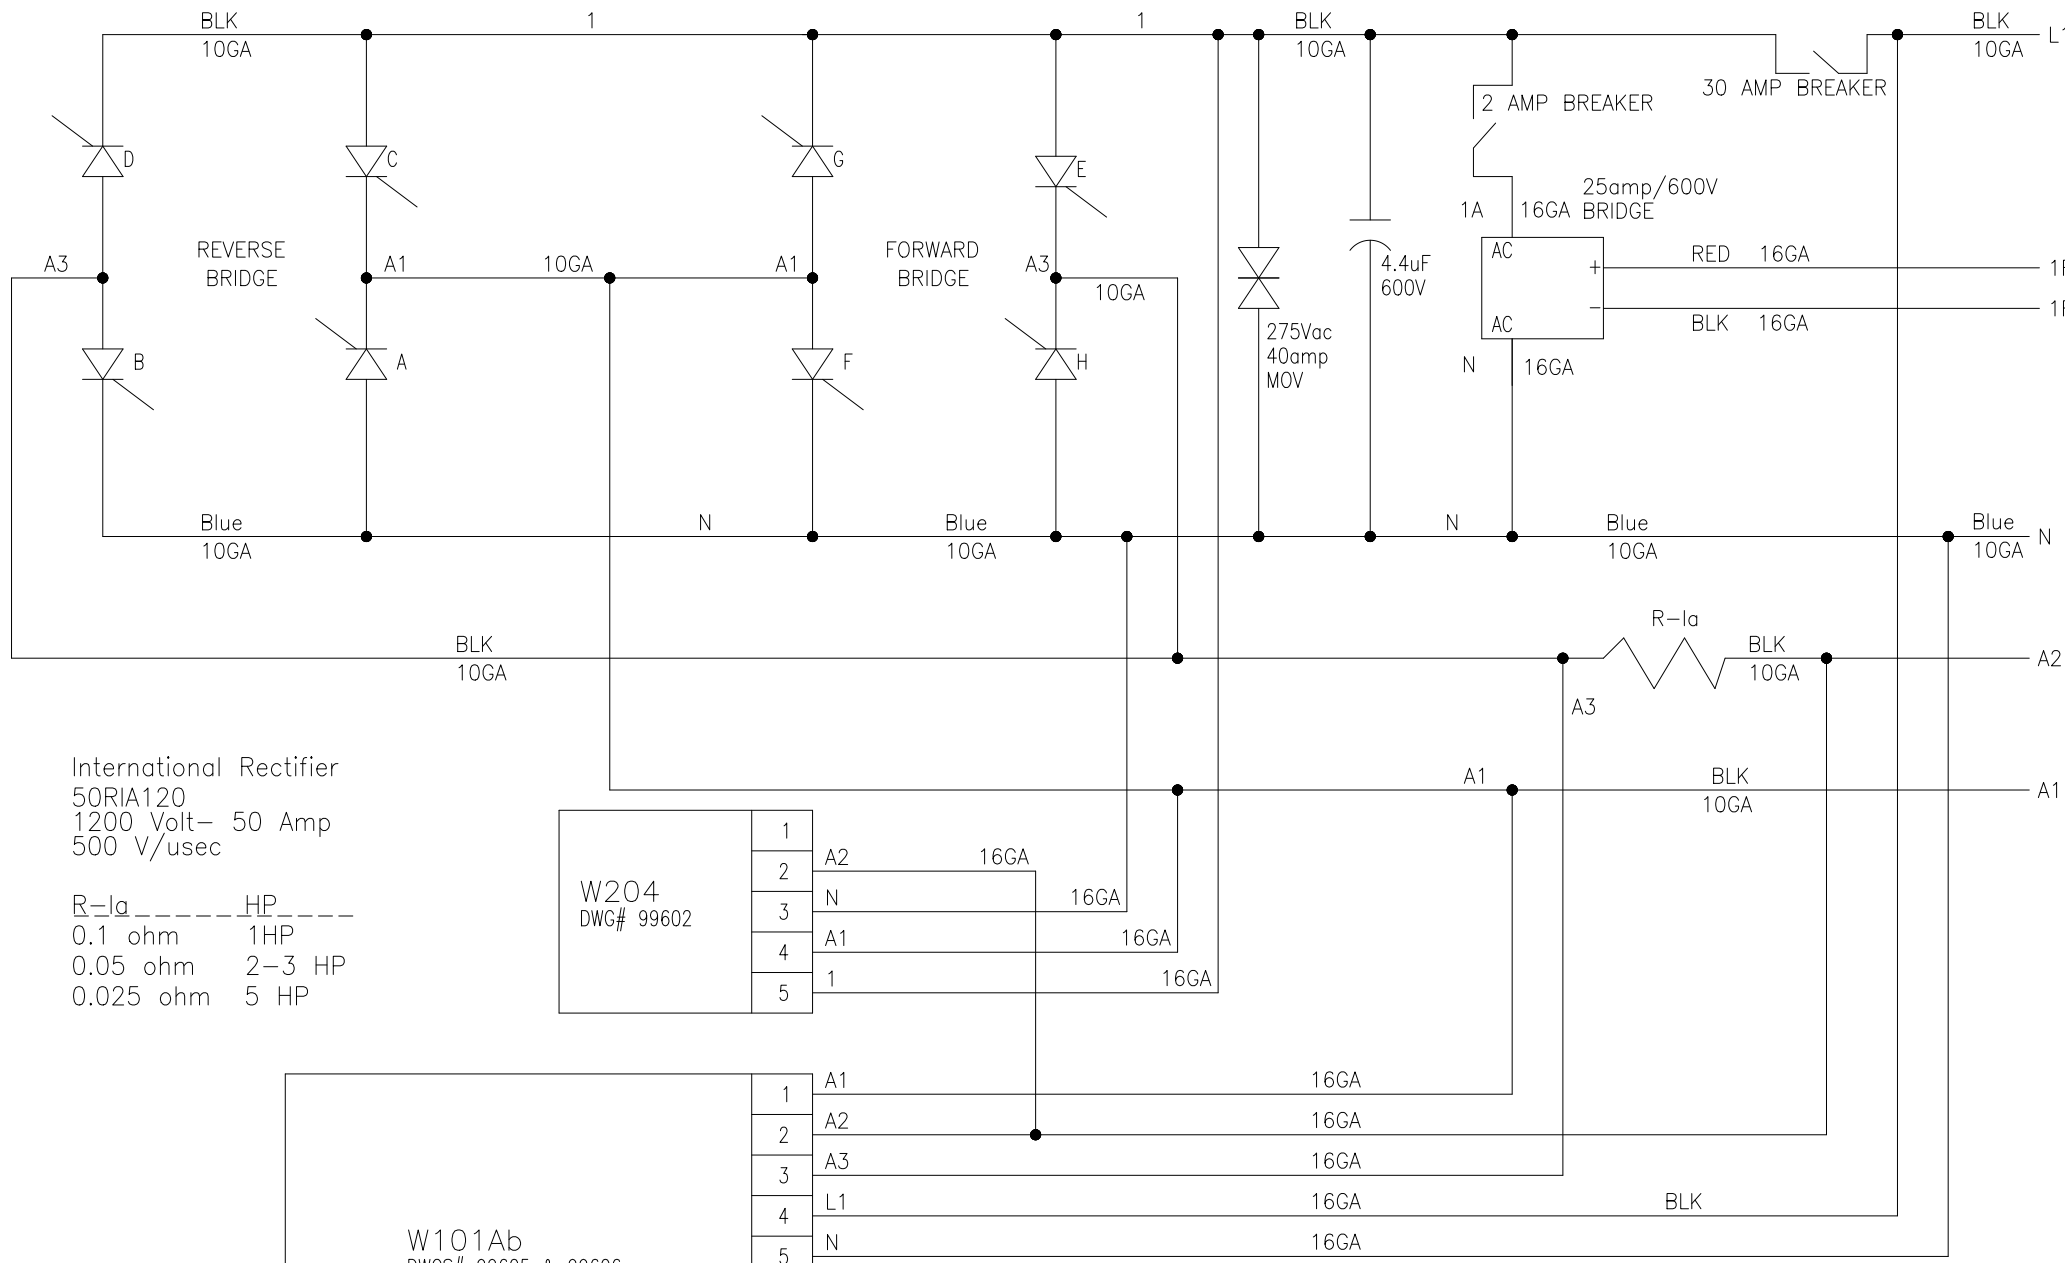 BLK 1 1 BLK BLK
10GA 10GA 10GA L1
30 AMP BREAKER
2 AMP BREAKER
D C G E
25amp/600V
1A 16GA BRIDGE
REVERSE
BRIDGE
FORWARD
BRIDGE
A3 A1 10GA A1 A3
10GA
AC
+ RED 16GA
- BLK 16GA
AC
4.4uF
600V
275Vac
40amp
MOV
N 16GA
B A F H
Blue N Blue N Blue Blue
10GA 10GA 10GA 10GA N
R-Ia
BLK BLK
10GA 10GA A2
A3
A1 BLK
10GA A1
International Rectifier
50RIA120
1200 Volt- 50 Amp
500 V/usec
R-Ia HP
0.1 ohm 1HP
0.05 ohm 2-3 HP
0.025 ohm 5 HP
W204
DWG# 99602
1
2 A2 16GA
3 N 16GA
4 A1 16GA
5 1 16GA
1 A1 16GA
2 A2 16GA
3 A3 16GA
4 L1 16GA BLK
5 N 16GA
W101Ab